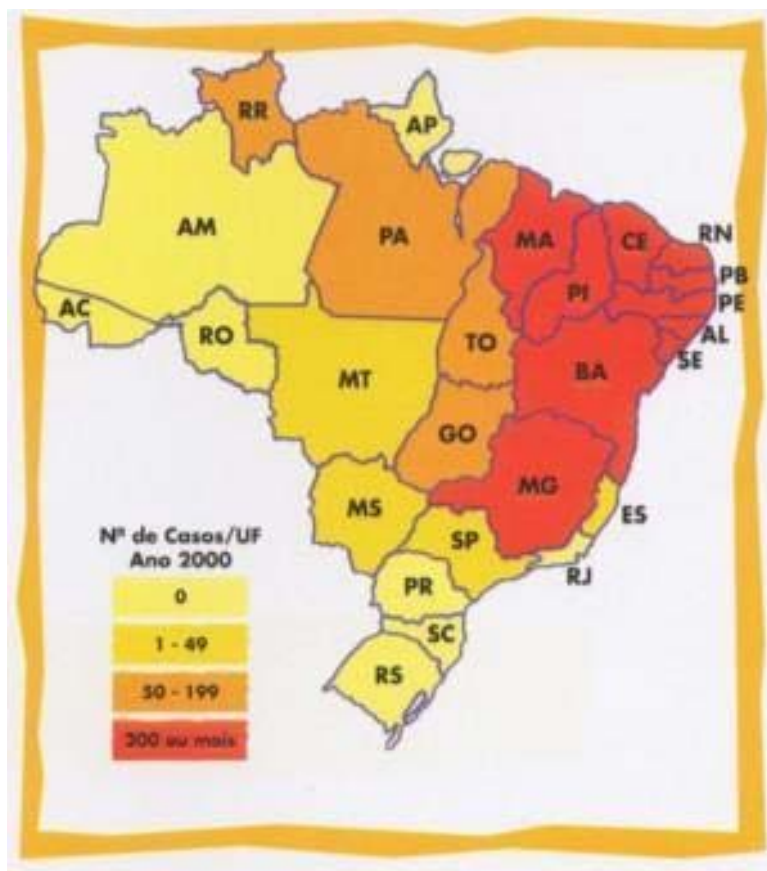 RR
AP
AM
PA
MA
CE
RN
PB
PE
AL
SE
PI
AC
RO
TO
BA
MT
GO
MG
MS
ES
SP
RJ
PR
SC
RS
Nª de Casos/UF
Ano 2000
0
1 - 49
50 - 199
200 ou mais